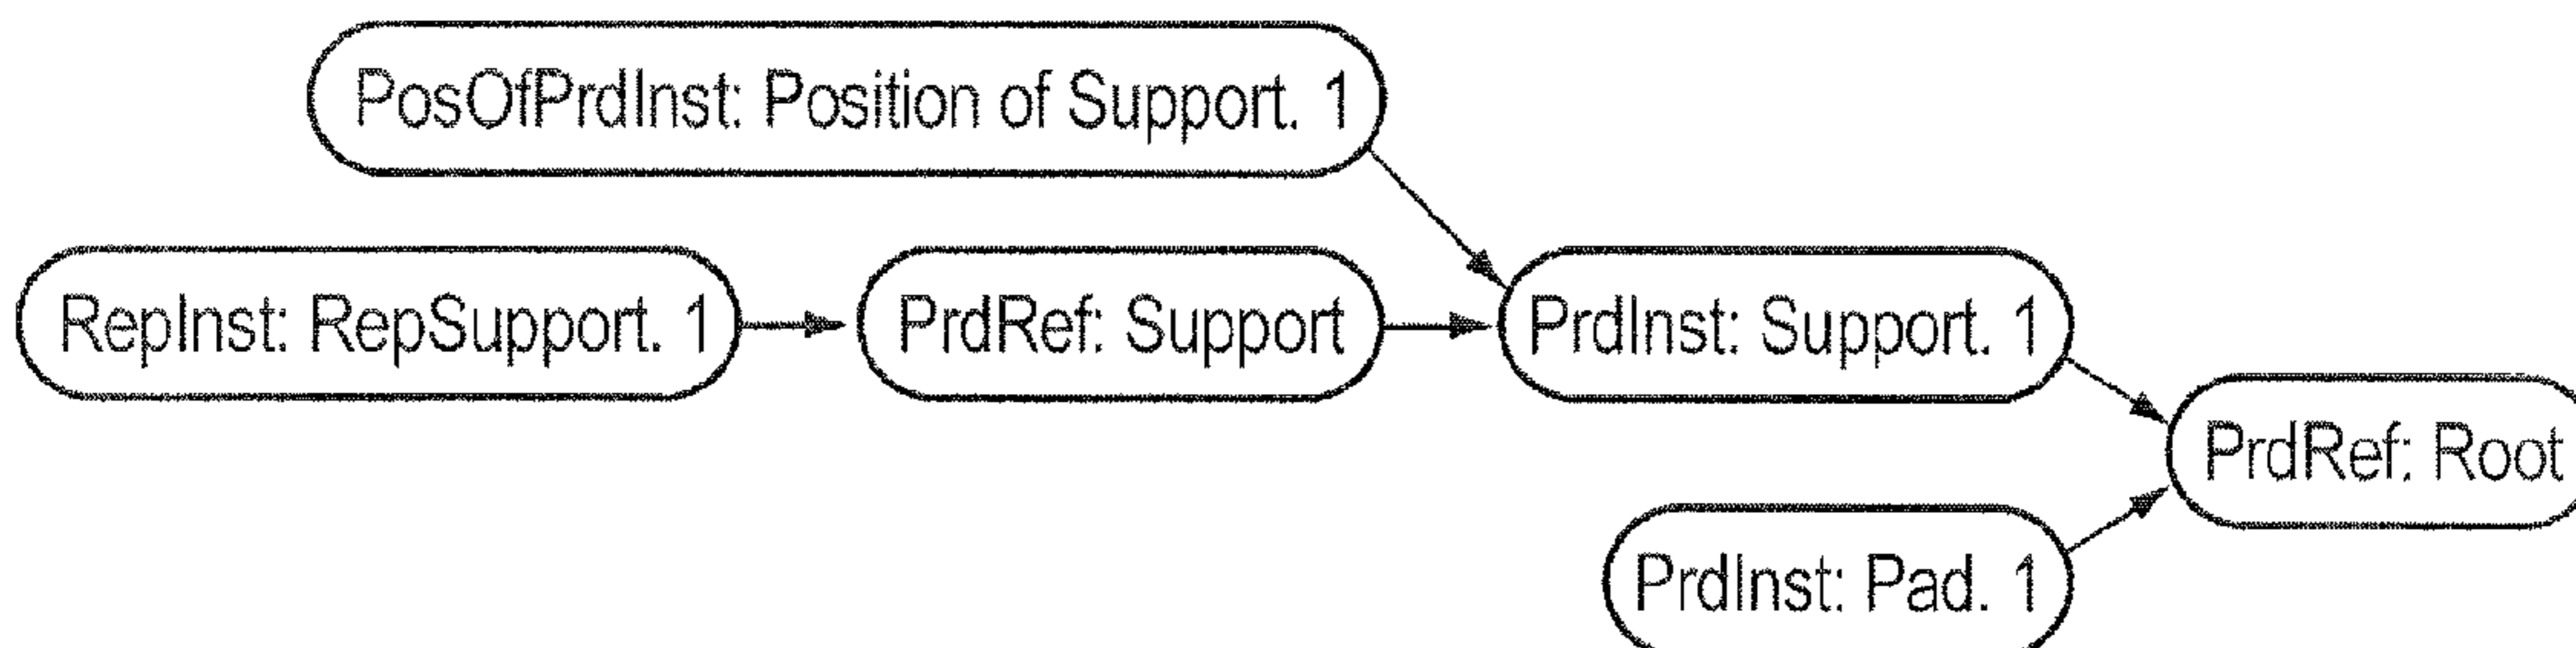 PosOfPrdInst: Position of Support. 1
RepInst: RepSupport. 1
PrdRef: Support
PrdInst: Support. 1
PrdRef: Root
PrdInst: Pad. 1